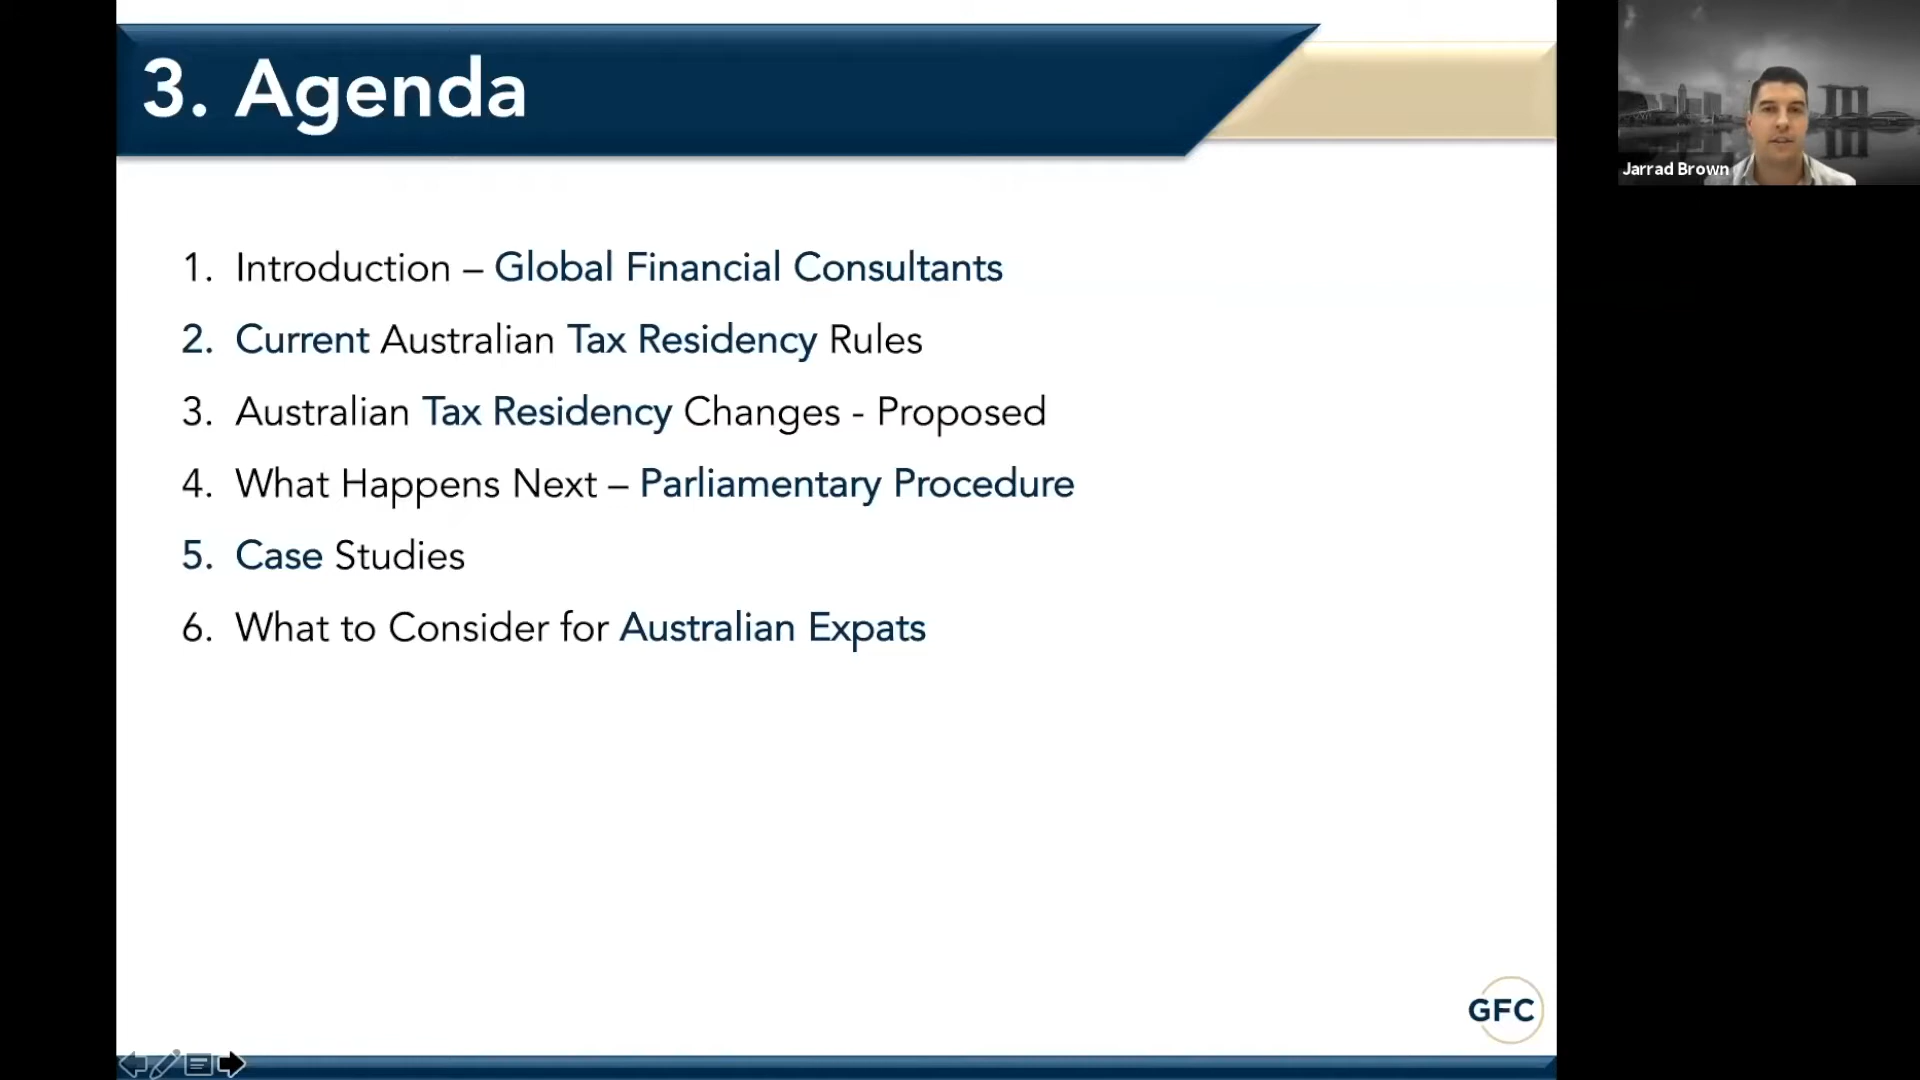 3. Agenda
Jarrad Brown
1. Introduction – Global Financial Consultants
2. Current Australian Tax Residency Rules
3. Australian Tax Residency Changes - Proposed
4. What Happens Next – Parliamentary Procedure
5. Case Studies
6. What to Consider for Australian Expats
GFC